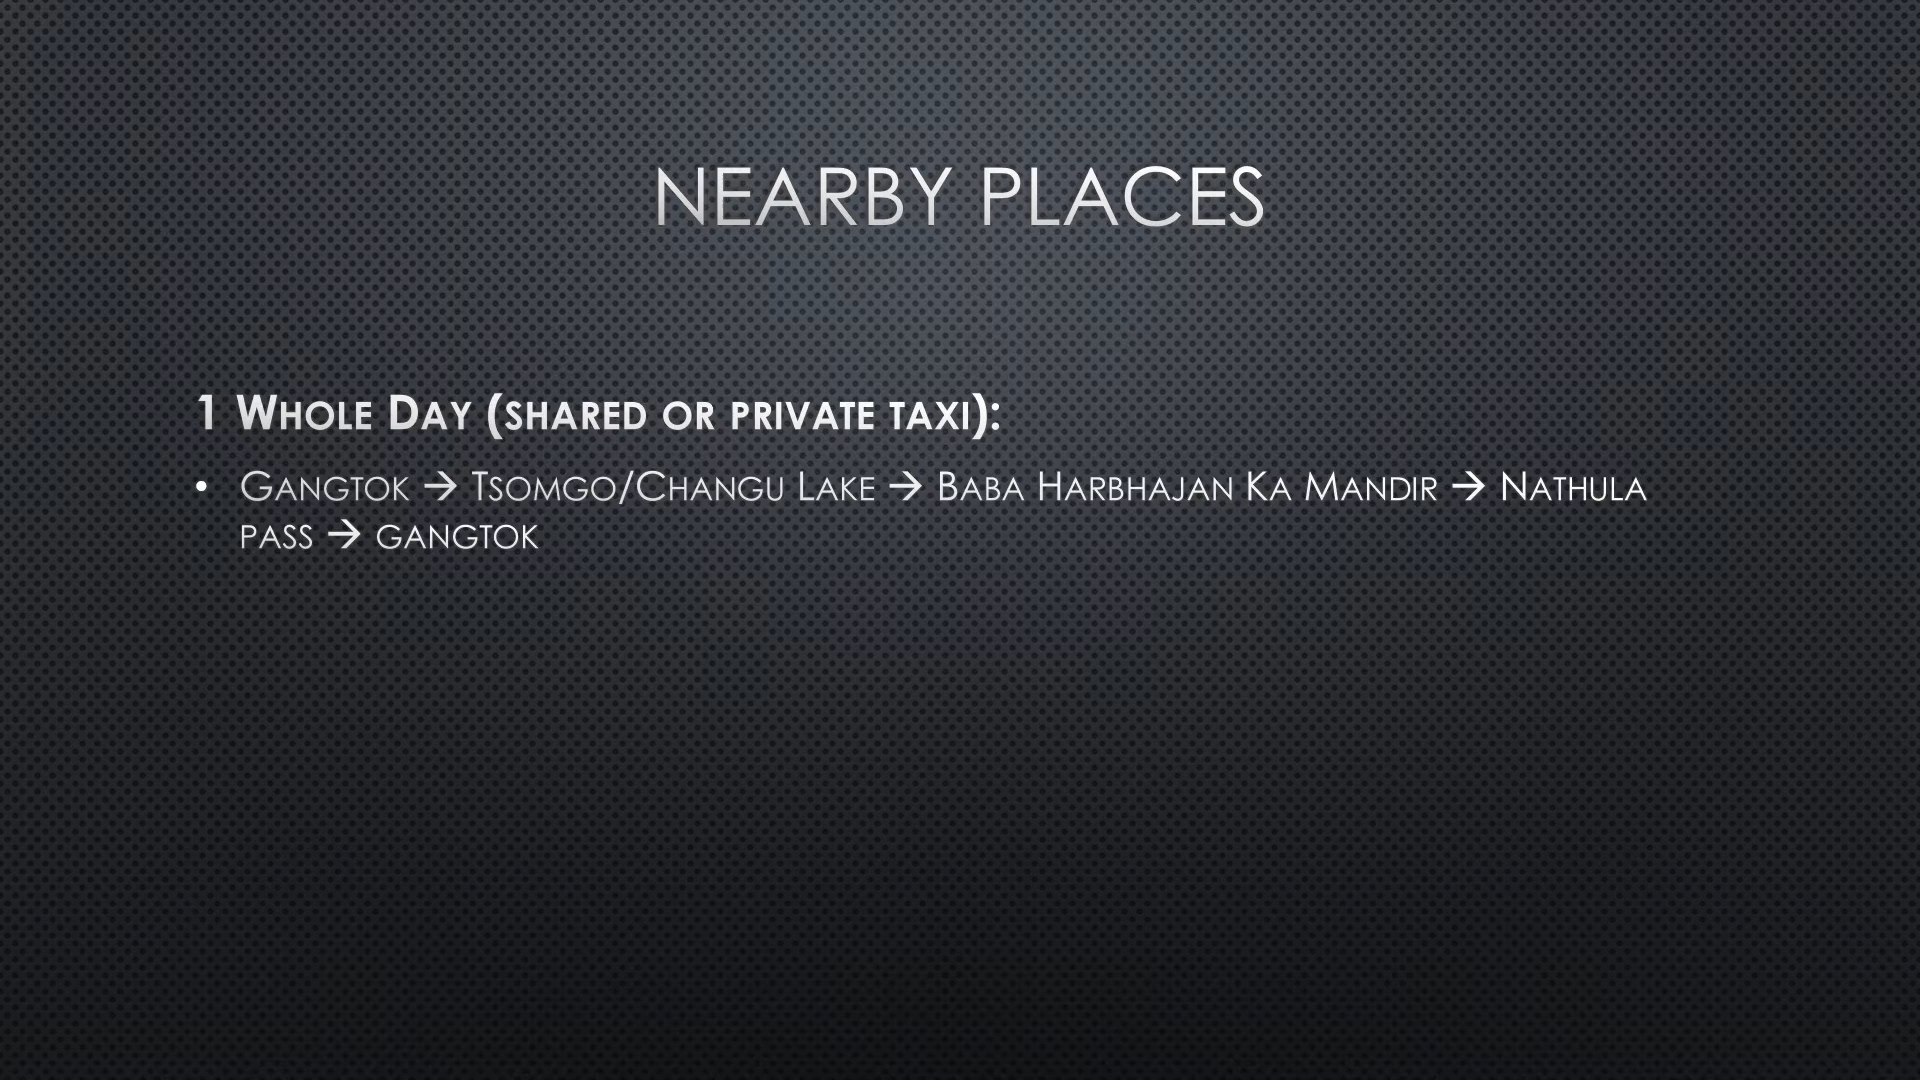 NEARBY PLACES
1 WHOLE DAY (SHARED OR PRIVATE TAXI):
• GANGTOK → TSOMGO/CHANGU LAKE → BABA HARBHAJAN KA MANDIR → NATHULA
PASS → GANGTOK